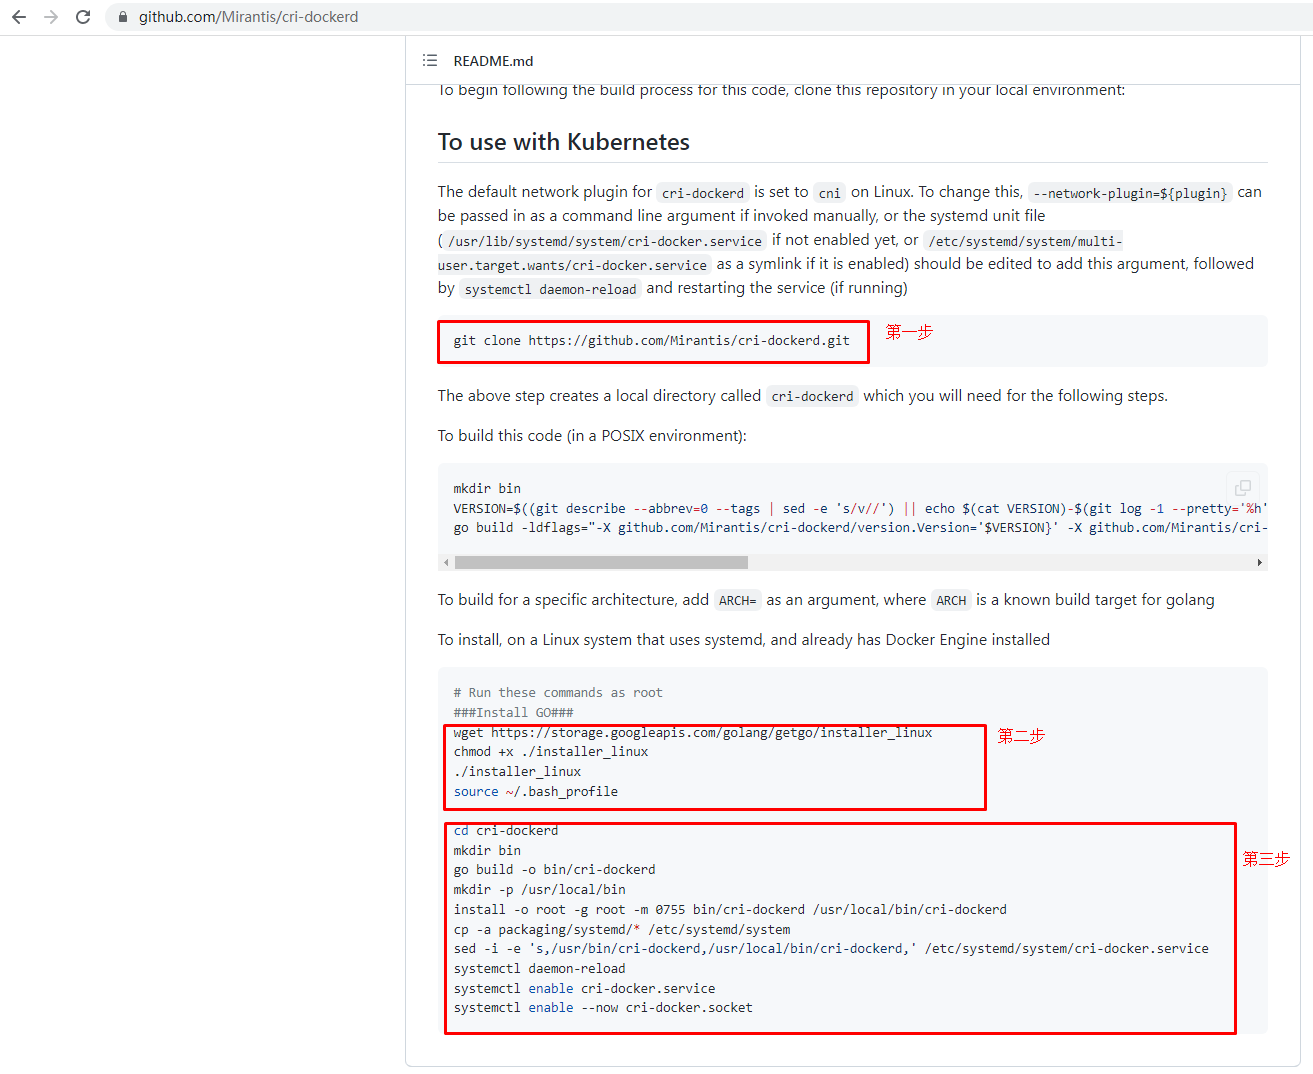 github.com/Mirantis/cri-dockerd
README.md
To begin following the build process for this code, clone this repository in your local environment:
To use with Kubernetes
The default network plugin for cri-dockerd is set to cni on Linux. To change this, --network-plugin=${plugin} can
be passed in as a command line argument if invoked manually, or the systemd unit file
( /usr/lib/systemd/system/cri-docker.service if not enabled yet, or /etc/systemd/system/multi-
user.target.wants/cri-docker.service as a symlink if it is enabled) should be edited to add this argument, followed
by systemctl daemon-reload and restarting the service (if running)
git clone https://github.com/Mirantis/cri-dockerd.git
第一步
The above step creates a local directory called cri-dockerd which you will need for the following steps.
To build this code (in a POSIX environment):
mkdir bin
VERSION=$((git describe --abbrev=0 --tags | sed -e 's/v//') || echo $(cat VERSION)-$(git log -1 --pretty='%h'
go build -ldflags="-X github.com/Mirantis/cri-dockerd/version.Version='$VERSION}' -X github.com/Mirantis/cri-
To build for a specific architecture, add ARCH= as an argument, where ARCH is a known build target for golang
To install, on a Linux system that uses systemd, and already has Docker Engine installed
# Run these commands as root
###Install GO###
wget https://storage.googleapis.com/golang/getgo/installer_linux
第二步
chmod +x ./installer_linux
./installer_linux
source ~/.bash_profile
cd cri-dockerd
mkdir bin
第三步
go build -o bin/cri-dockerd
mkdir -p /usr/local/bin
install -o root -g root -m 0755 bin/cri-dockerd /usr/local/bin/cri-dockerd
cp -a packaging/systemd/* /etc/systemd/system
sed -i -e 's,/usr/bin/cri-dockerd,/usr/local/bin/cri-dockerd,' /etc/systemd/system/cri-docker.service
systemctl daemon-reload
systemctl enable cri-docker.service
systemctl enable --now cri-docker.socket